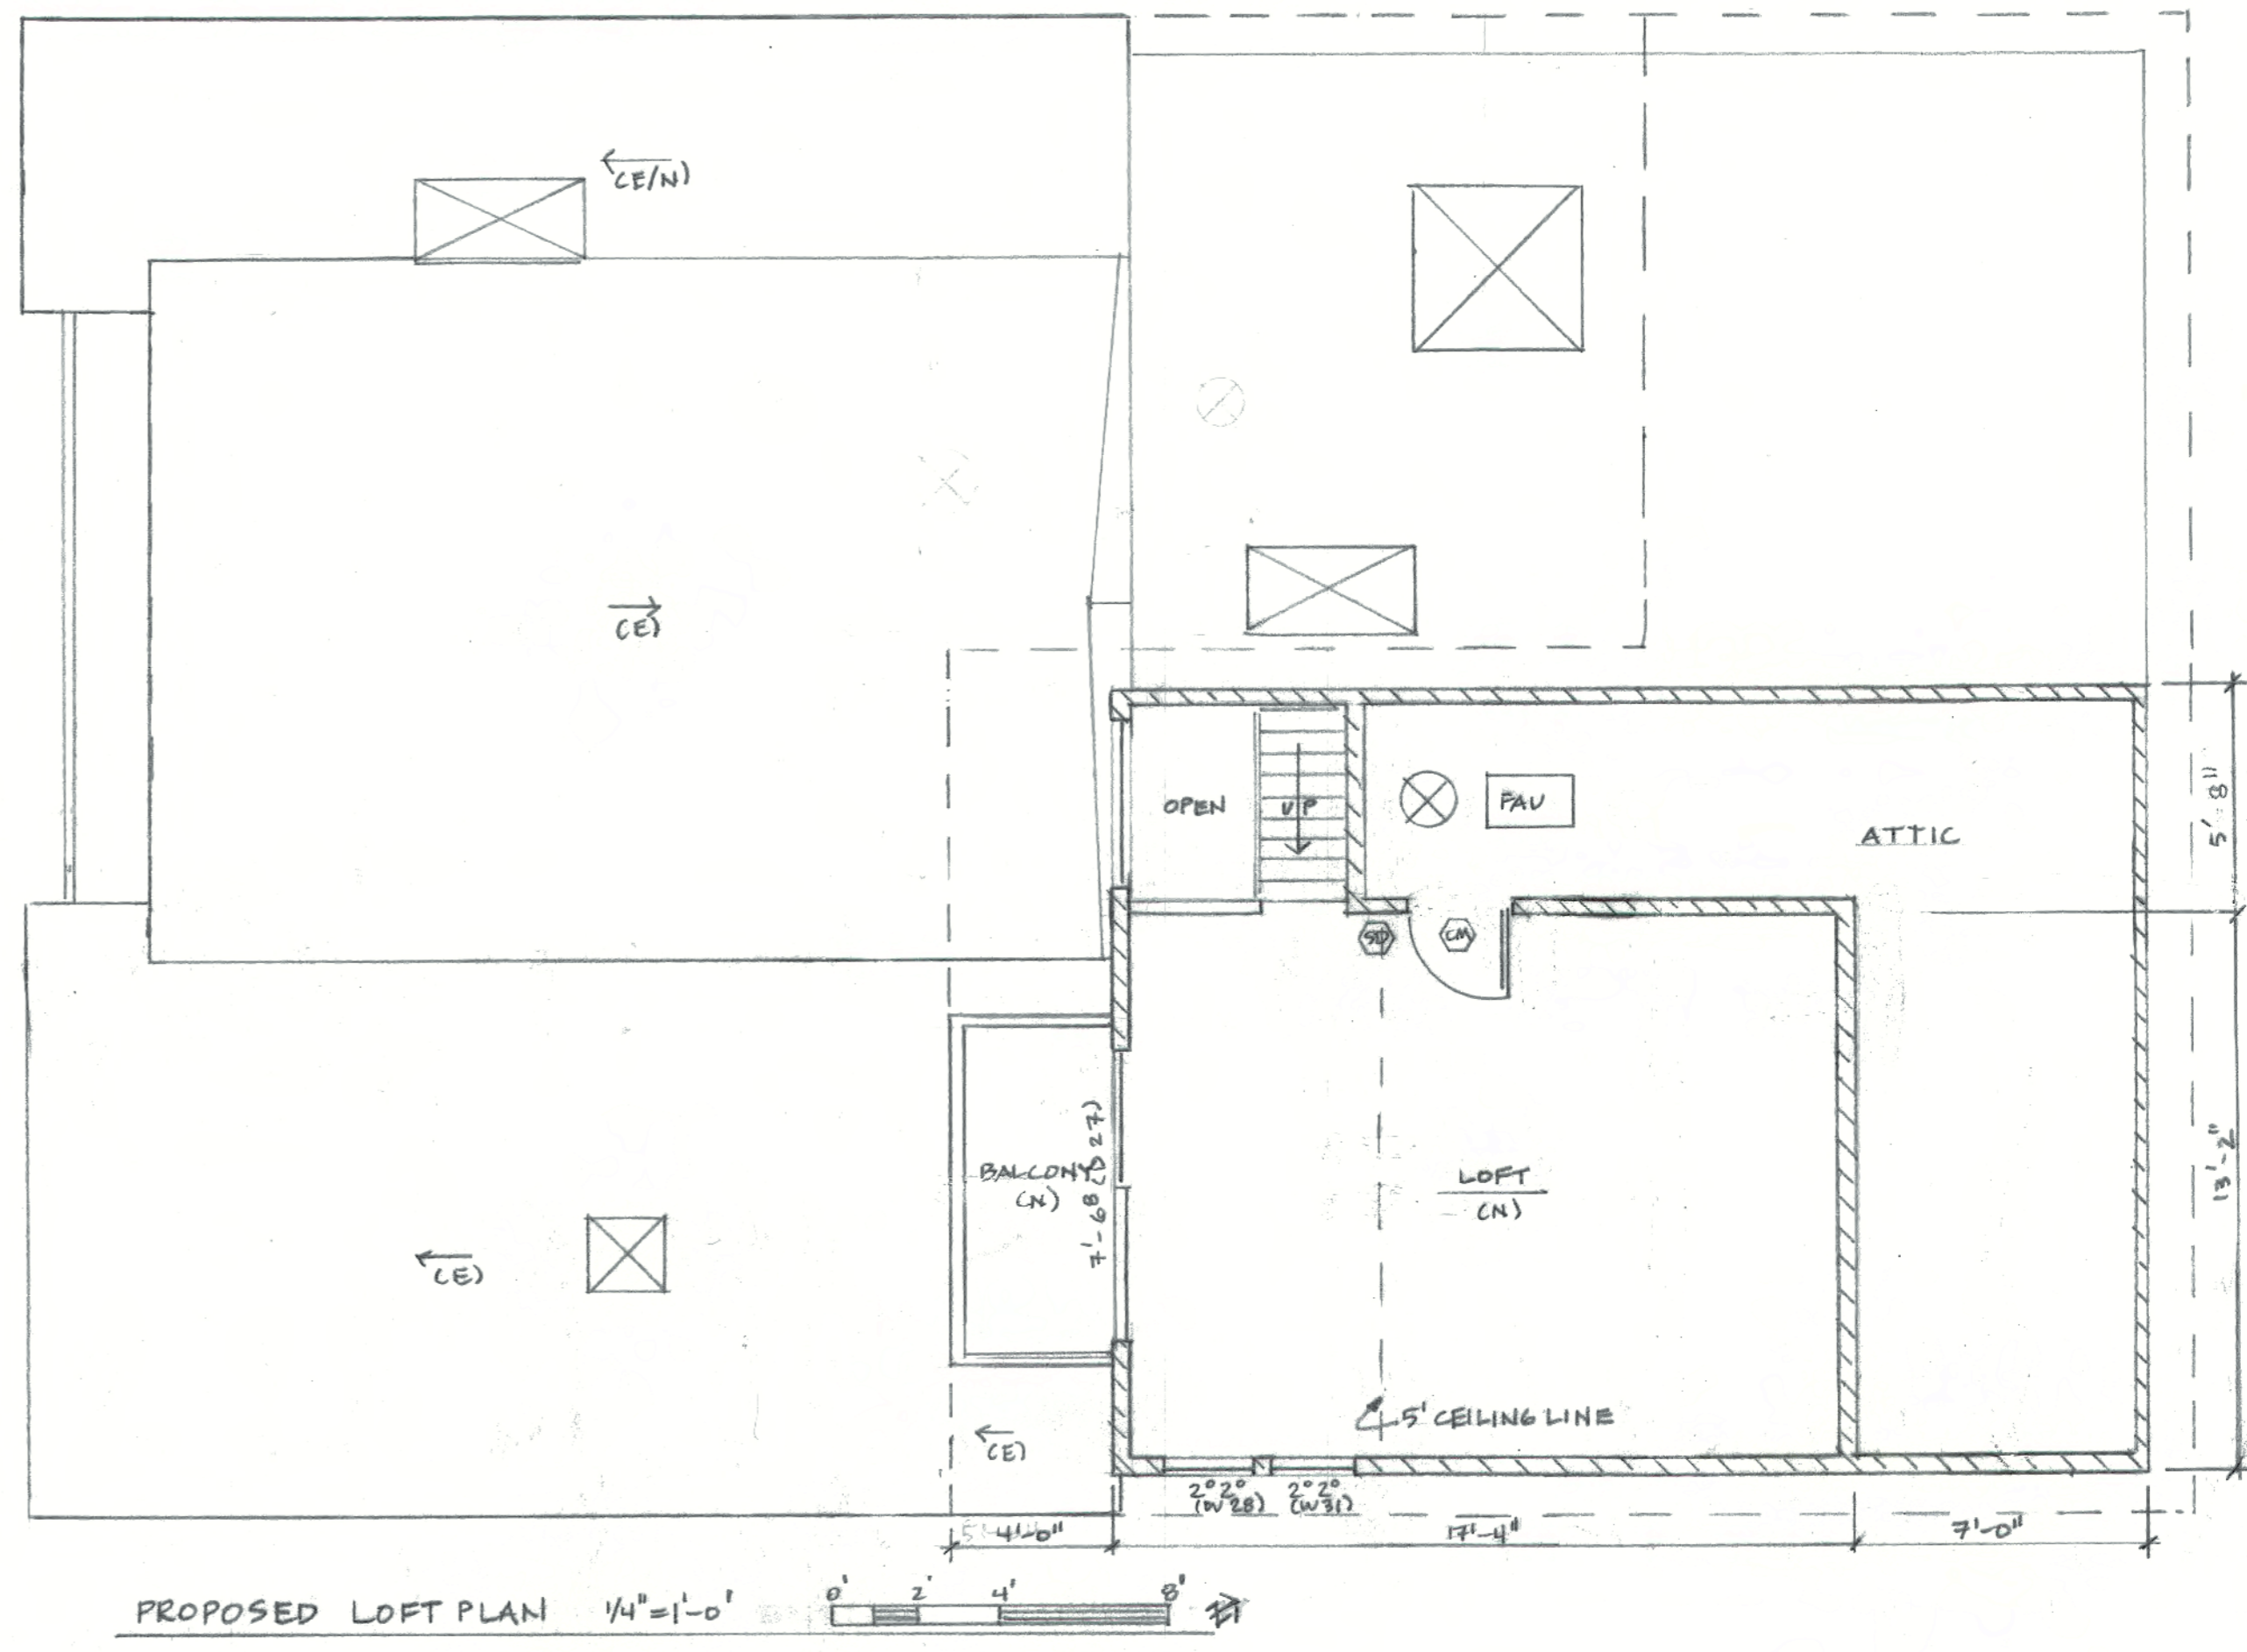 (E/N)
(E)
OPEN
UP
FAU
ATTIC
5'-8"
SD
CM
BALCONY
(N)
7'-6⁸ (D27)
LOFT
(N)
13'-2"
(E)
5' CEILING LINE
(E)
2⁰2⁰
(W28)
2⁰2⁰
(W31)
4'-0"
17'-4"
7'-0"
PROPOSED LOFT PLAN 1/4"=1'-0'
0' 2' 4' 8'